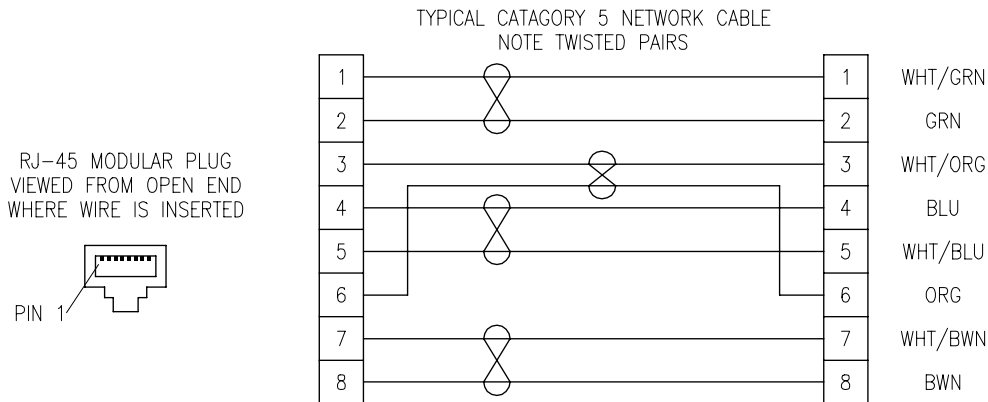 TYPICAL CATAGORY 5 NETWORK CABLE
NOTE TWISTED PAIRS
RJ-45 MODULAR PLUG
VIEWED FROM OPEN END
WHERE WIRE IS INSERTED
PIN 1
1 1 WHT/GRN
2 2 GRN
3 3 WHT/ORG
4 4 BLU
5 5 WHT/BLU
6 6 ORG
7 7 WHT/BWN
8 8 BWN